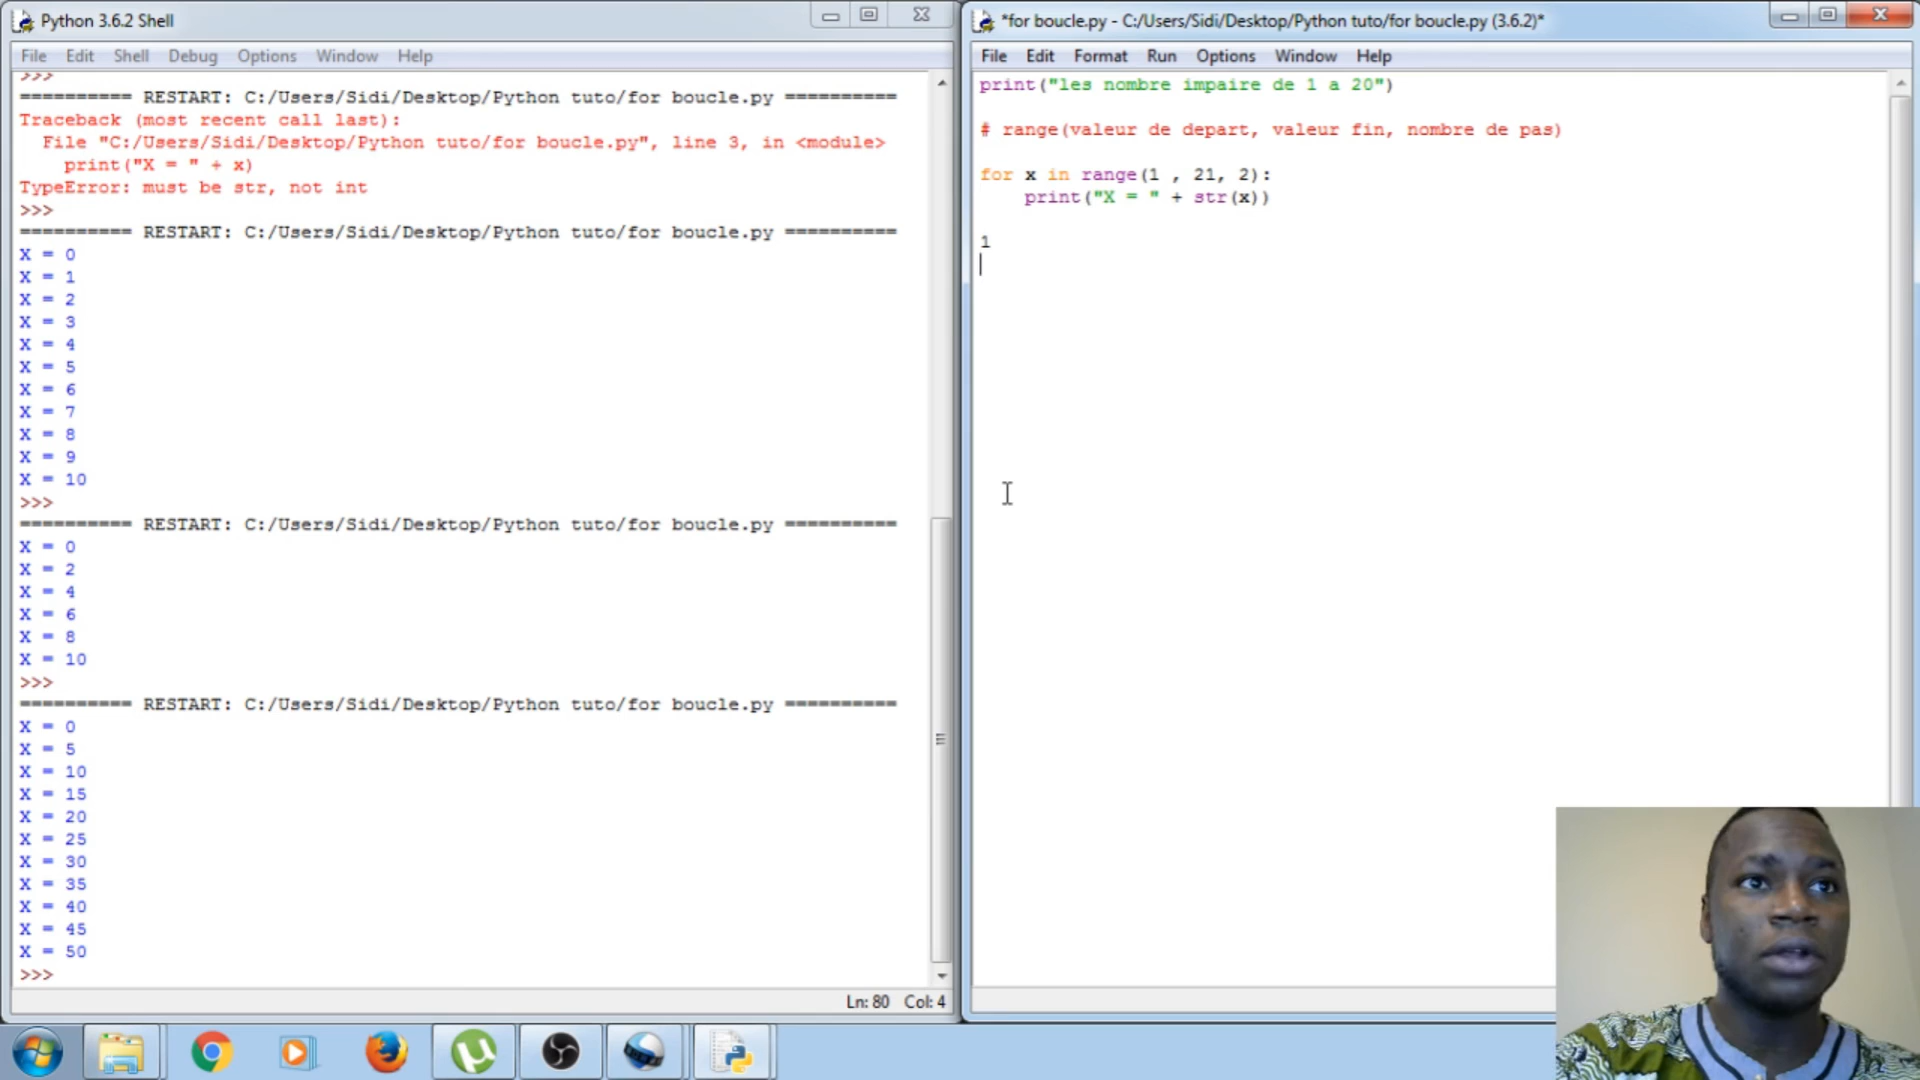 Python 3.6.2 Shell
File Edit Shell Debug Options Window Help
>>>
========== RESTART: C:/Users/Sidi/Desktop/Python tuto/for boucle.py ==========
Traceback (most recent call last):
  File "C:/Users/Sidi/Desktop/Python tuto/for boucle.py", line 3, in <module>
    print("X = " + x)
TypeError: must be str, not int
>>>
========== RESTART: C:/Users/Sidi/Desktop/Python tuto/for boucle.py ==========
X = 0
X = 1
X = 2
X = 3
X = 4
X = 5
X = 6
X = 7
X = 8
X = 9
X = 10
>>>
========== RESTART: C:/Users/Sidi/Desktop/Python tuto/for boucle.py ==========
X = 0
X = 2
X = 4
X = 6
X = 8
X = 10
>>>
========== RESTART: C:/Users/Sidi/Desktop/Python tuto/for boucle.py ==========
X = 0
X = 5
X = 10
X = 15
X = 20
X = 25
X = 30
X = 35
X = 40
X = 45
X = 50
>>>
Ln: 80 Col: 4
*for boucle.py - C:/Users/Sidi/Desktop/Python tuto/for boucle.py (3.6.2)*
File Edit Format Run Options Window Help
print("les nombre impaire de 1 a 20")
# range(valeur de depart, valeur fin, nombre de pas)
for x in range(1 , 21, 2):
    print("X = " + str(x))
1